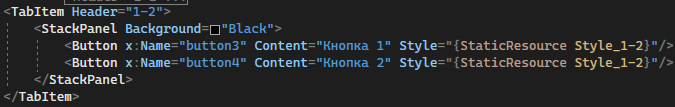 <TabItem Header="1-2">
<StackPanel Background="Black">
<Button x:Name="button3" Content="Кнопка 1" Style="{StaticResource Style_1-2}"/>
<Button x:Name="button4" Content="Кнопка 2" Style="{StaticResource Style_1-2}"/>
</StackPanel>
</TabItem>